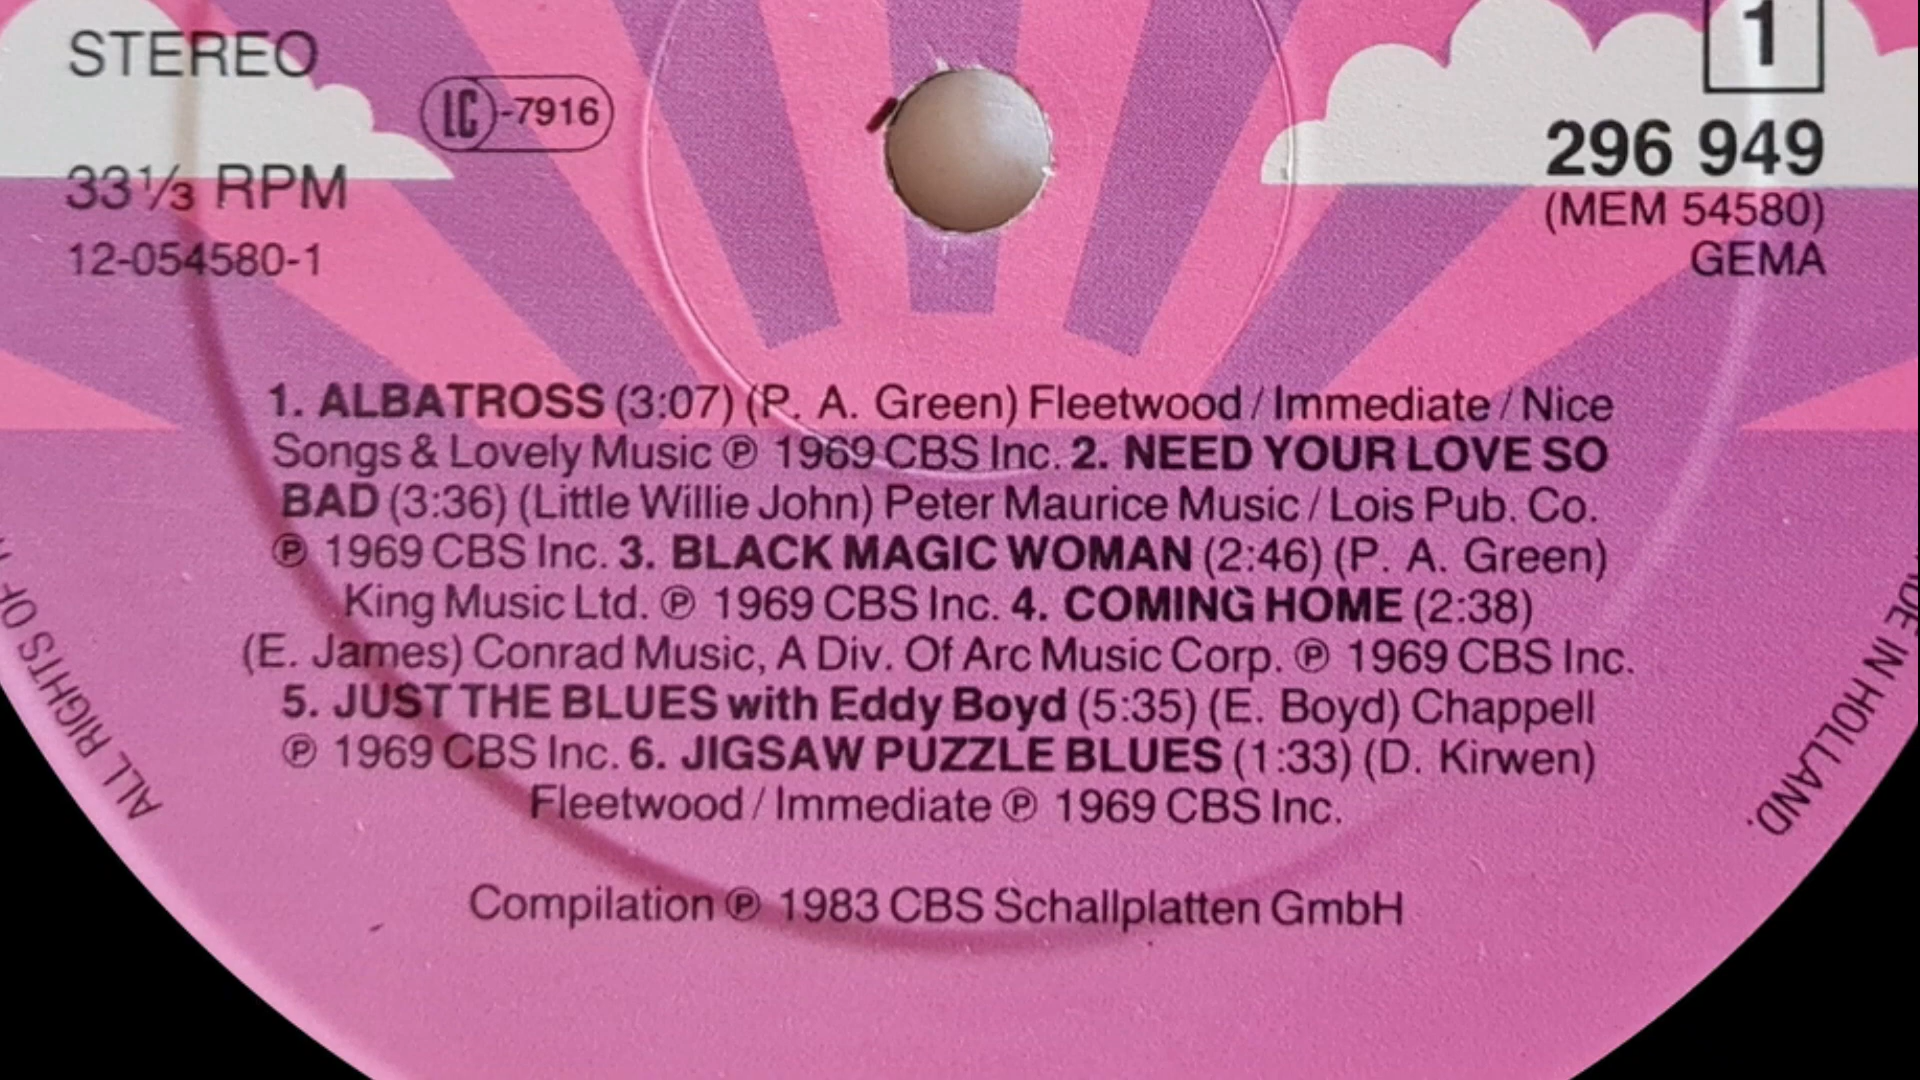 STEREO
LC-7916
33⅓ RPM
12-054580-1
1
296 949
(MEM 54580)
GEMA
1. ALBATROSS (3:07) (P. A. Green) Fleetwood / Immediate / Nice
Songs & Lovely Music ℗ 1969 CBS Inc. 2. NEED YOUR LOVE SO
BAD (3:36) (Little Willie John) Peter Maurice Music / Lois Pub. Co.
℗ 1969 CBS Inc. 3. BLACK MAGIC WOMAN (2:46) (P. A. Green)
King Music Ltd. ℗ 1969 CBS Inc. 4. COMING HOME (2:38)
(E. James) Conrad Music, A Div. Of Arc Music Corp. ℗ 1969 CBS Inc.
5. JUST THE BLUES with Eddy Boyd (5:35) (E. Boyd) Chappell
℗ 1969 CBS Inc. 6. JIGSAW PUZZLE BLUES (1:33) (D. Kirwen)
Fleetwood / Immediate ℗ 1969 CBS Inc.
Compilation ℗ 1983 CBS Schallplatten GmbH
ALL RIGHTS OF
IN HOLLAND.